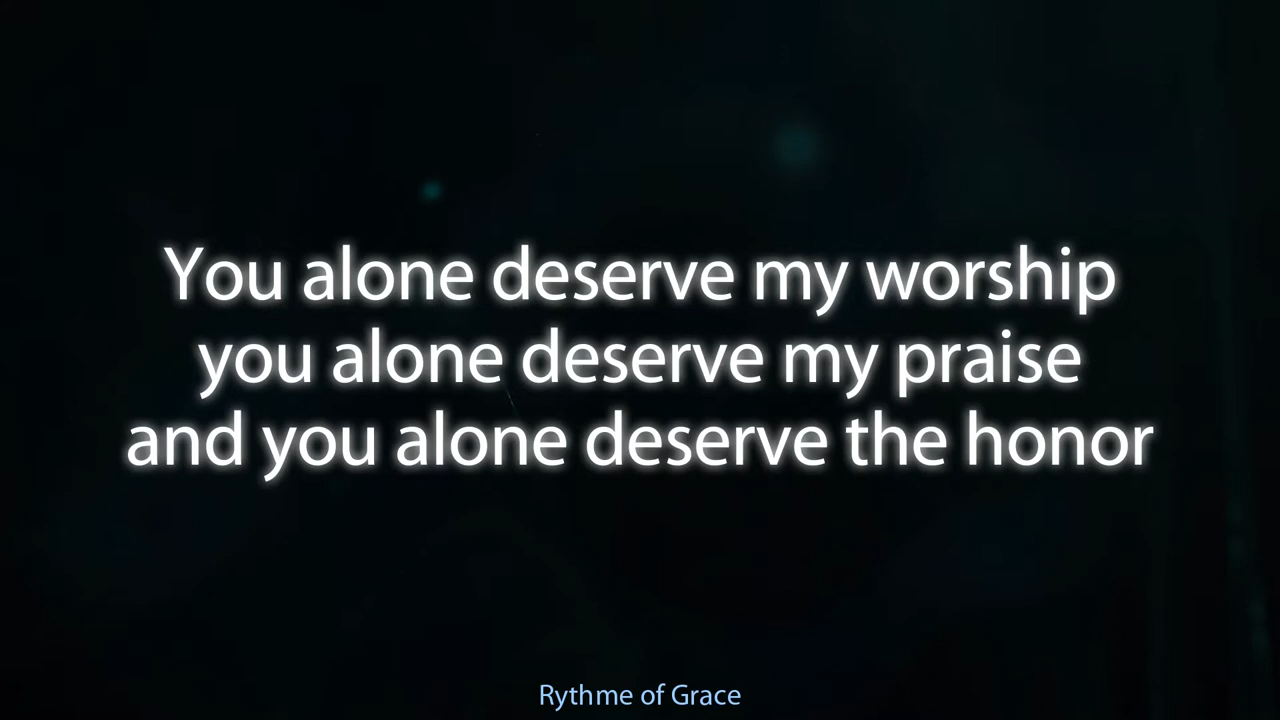 You alone deserve my worship
you alone deserve my praise
and you alone deserve the honor
Rythme of Grace